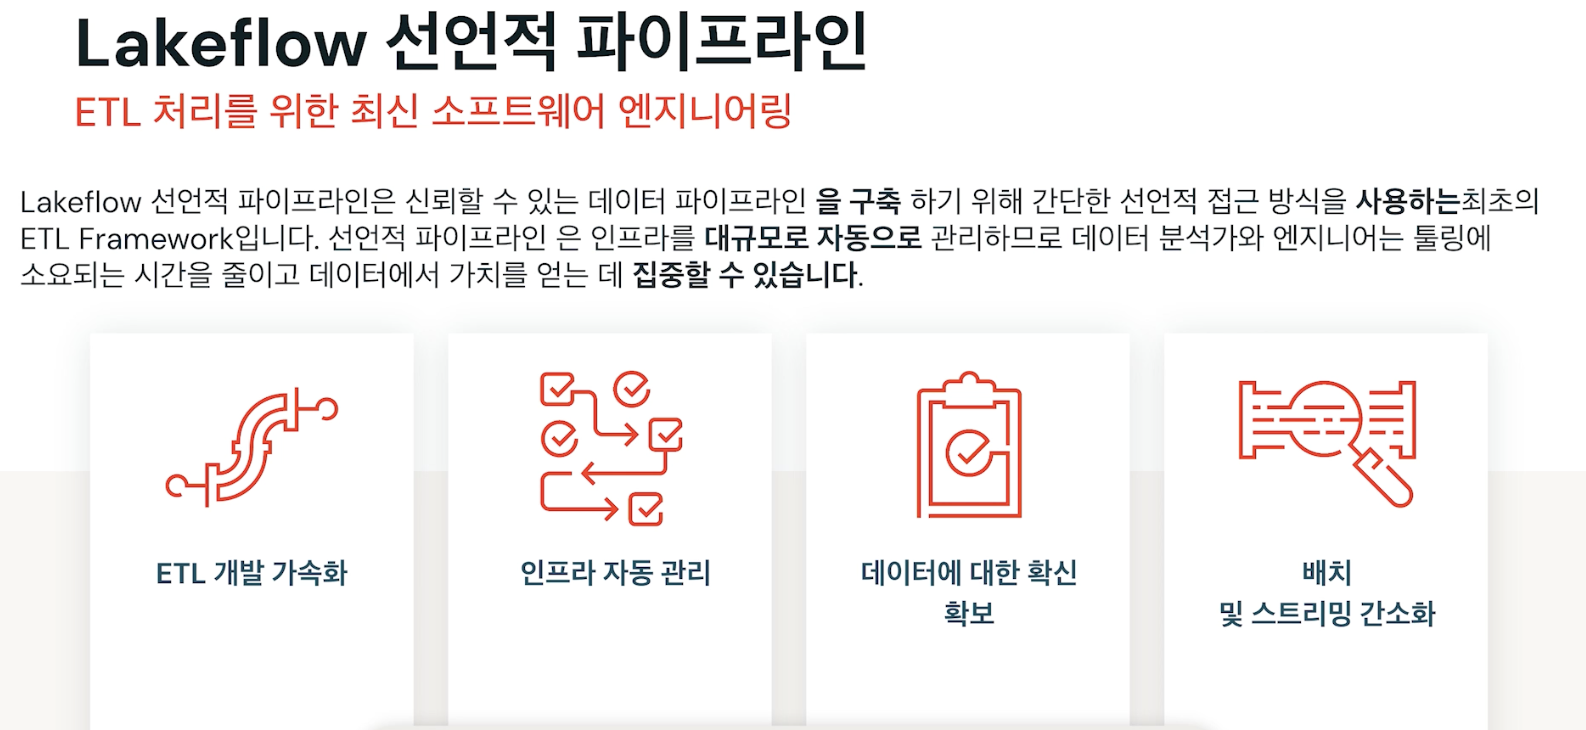 Lakeflow 선언적 파이프라인
ETL 처리를 위한 최신 소프트웨어 엔지니어링
Lakeflow 선언적 파이프라인은 신뢰할 수 있는 데이터 파이프라인 을 구축 하기 위해 간단한 선언적 접근 방식을 사용하는최초의
ETL Framework입니다. 선언적 파이프라인 은 인프라를 대규모로 자동으로 관리하므로 데이터 분석가와 엔지니어는 툴링에
소요되는 시간을 줄이고 데이터에서 가치를 얻는 데 집중할 수 있습니다.
ETL 개발 가속화
인프라 자동 관리
데이터에 대한 확신
확보
배치
및 스트리밍 간소화